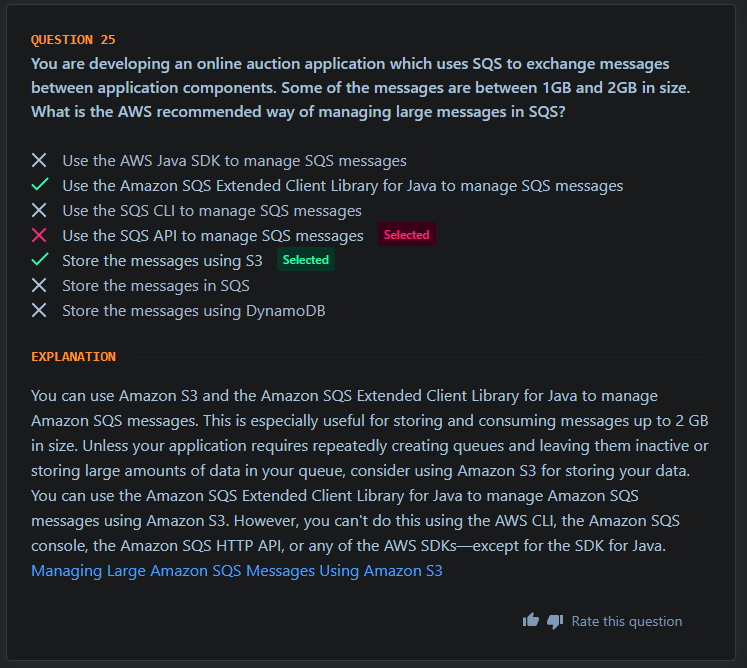 QUESTION 25
You are developing an online auction application which uses SQS to exchange messages
between application components. Some of the messages are between 1GB and 2GB in size.
What is the AWS recommended way of managing large messages in SQS?
Use the AWS Java SDK to manage SQS messages
Use the Amazon SQS Extended Client Library for Java to manage SQS messages
Use the SQS CLI to manage SQS messages
Use the SQS API to manage SQS messages Selected
Store the messages using S3 Selected
Store the messages in SQS
Store the messages using DynamoDB
EXPLANATION
You can use Amazon S3 and the Amazon SQS Extended Client Library for Java to manage
Amazon SQS messages. This is especially useful for storing and consuming messages up to 2 GB
in size. Unless your application requires repeatedly creating queues and leaving them inactive or
storing large amounts of data in your queue, consider using Amazon S3 for storing your data.
You can use the Amazon SQS Extended Client Library for Java to manage Amazon SQS
messages using Amazon S3. However, you can't do this using the AWS CLI, the Amazon SQS
console, the Amazon SQS HTTP API, or any of the AWS SDKs—except for the SDK for Java.
Managing Large Amazon SQS Messages Using Amazon S3
Rate this question